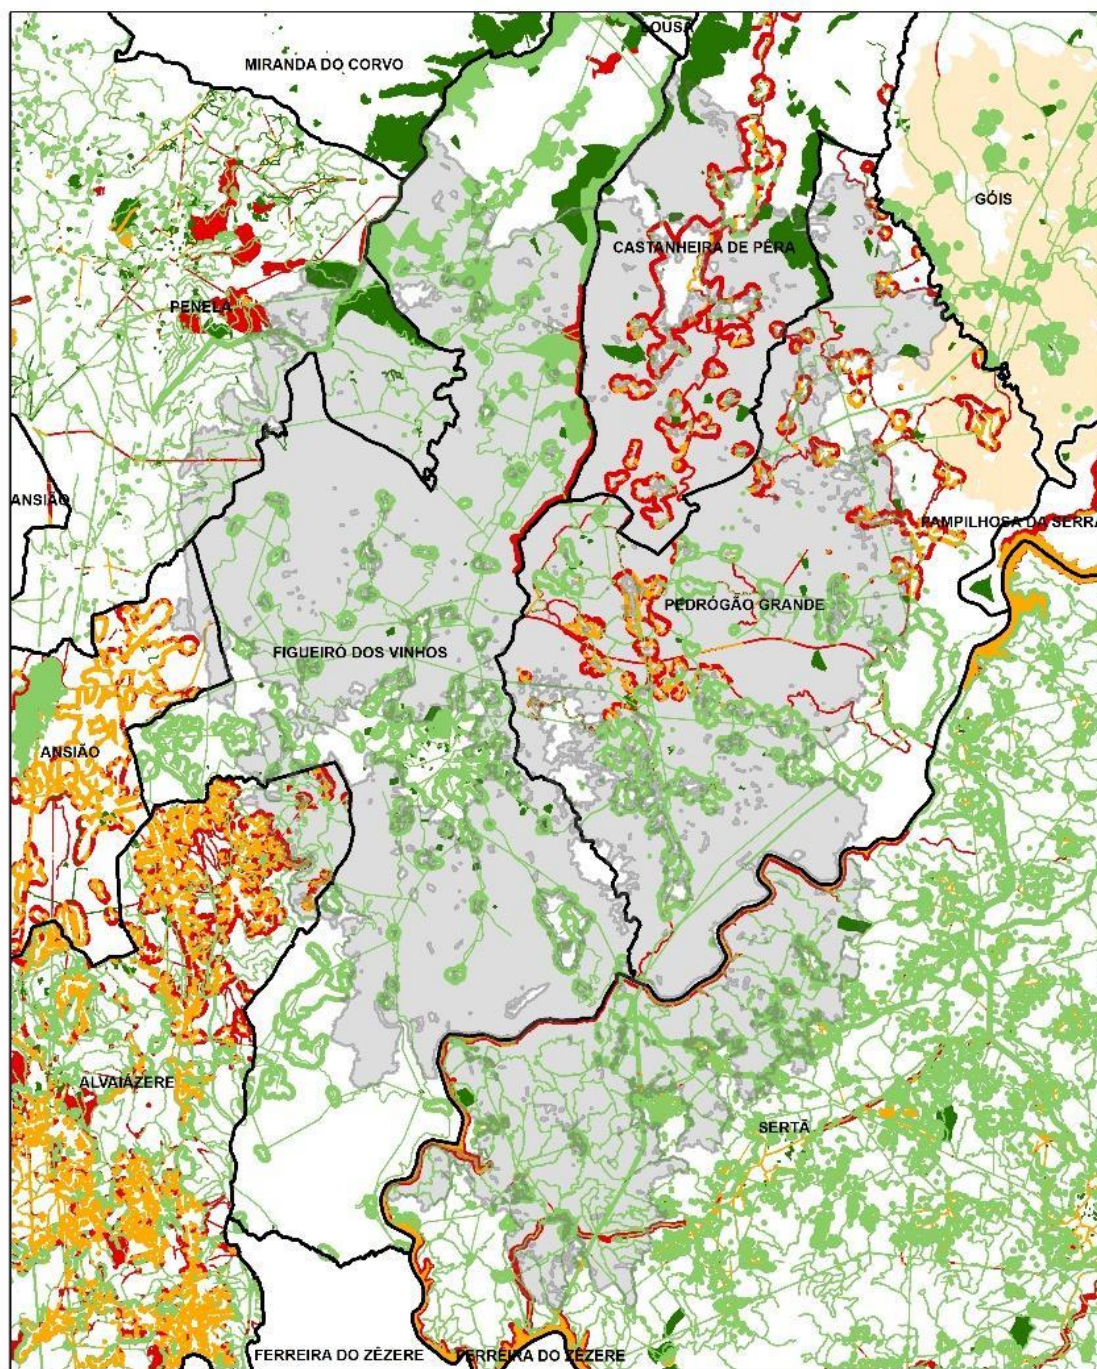 LOUSÃ
MIRANDA DO CORVO
GÓIS
CASTANHEIRA DE PÊRA
PENELA
ANSIÃO
PAMPILHOSA DA SERRA
PEDRÓGÃO GRANDE
FIGUEIRÓ DOS VINHOS
ANSIÃO
ALVAIÁZERE
SERTÃ
FERREIRA DO ZÊZERE
FERREIRA DO ZÊZERE